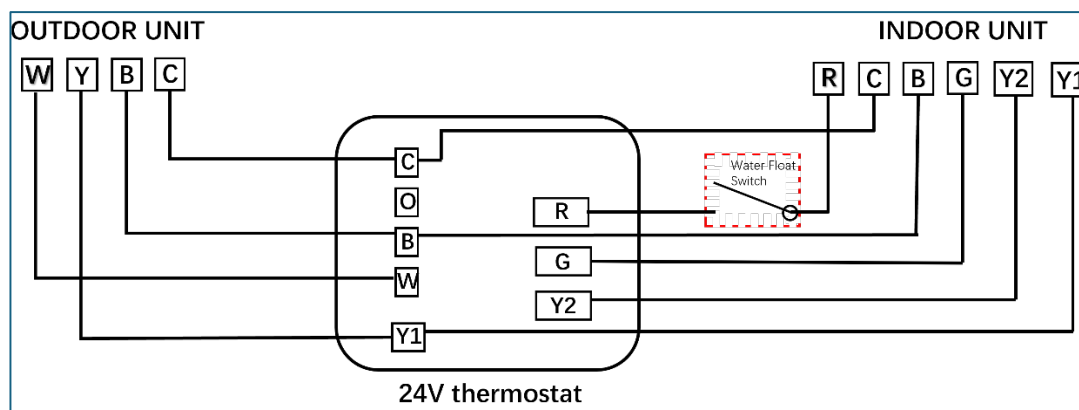 OUTDOOR UNIT
INDOOR UNIT
W Y B C
R C B G Y2 Y1
Water Float
Switch
C
O
R
B
G
W
Y2
Y1
24V thermostat